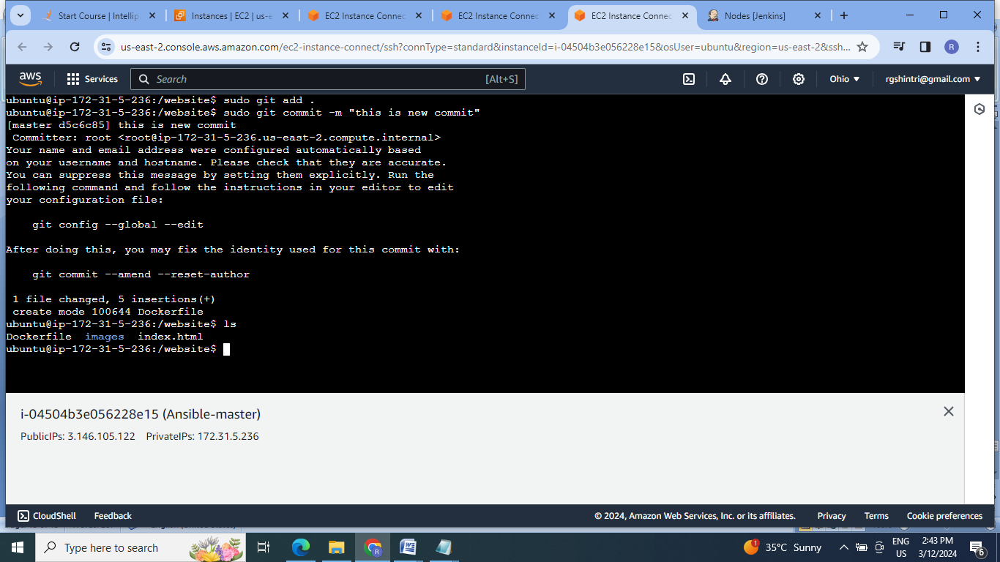 Start Course | Intellip
Instances | EC2 | us-e
EC2 Instance Connec
EC2 Instance Connec
EC2 Instance Connec
Nodes [Jenkins]
us-east-2.console.aws.amazon.com/ec2-instance-connect/ssh?connType=standard&instanceId=i-04504b3e056228e15&osUser=ubuntu&region=us-east-2&ssh...
R
aws
Services
Search
[Alt+S]
Ohio
rgshintri@gmail.com
ubuntu@ip-172-31-5-236:/website$ sudo git add .
ubuntu@ip-172-31-5-236:/website$ sudo git commit -m "this is new commit"
[master d5c6c85] this is new commit
 Committer: root <root@ip-172-31-5-236.us-east-2.compute.internal>
Your name and email address were configured automatically based
on your username and hostname. Please check that they are accurate.
You can suppress this message by setting them explicitly. Run the
following command and follow the instructions in your editor to edit
your configuration file:
    git config --global --edit
After doing this, you may fix the identity used for this commit with:
    git commit --amend --reset-author
 1 file changed, 5 insertions(+)
 create mode 100644 Dockerfile
ubuntu@ip-172-31-5-236:/website$ ls
Dockerfile  images  index.html
ubuntu@ip-172-31-5-236:/website$
i-04504b3e056228e15 (Ansible-master)
PublicIPs: 3.146.105.122 PrivateIPs: 172.31.5.236
CloudShell
Feedback
© 2024, Amazon Web Services, Inc. or its affiliates.
Privacy
Terms
Cookie preferences
Type here to search
R
1
35°C Sunny
ENG
US
2:43 PM
3/12/2024
6